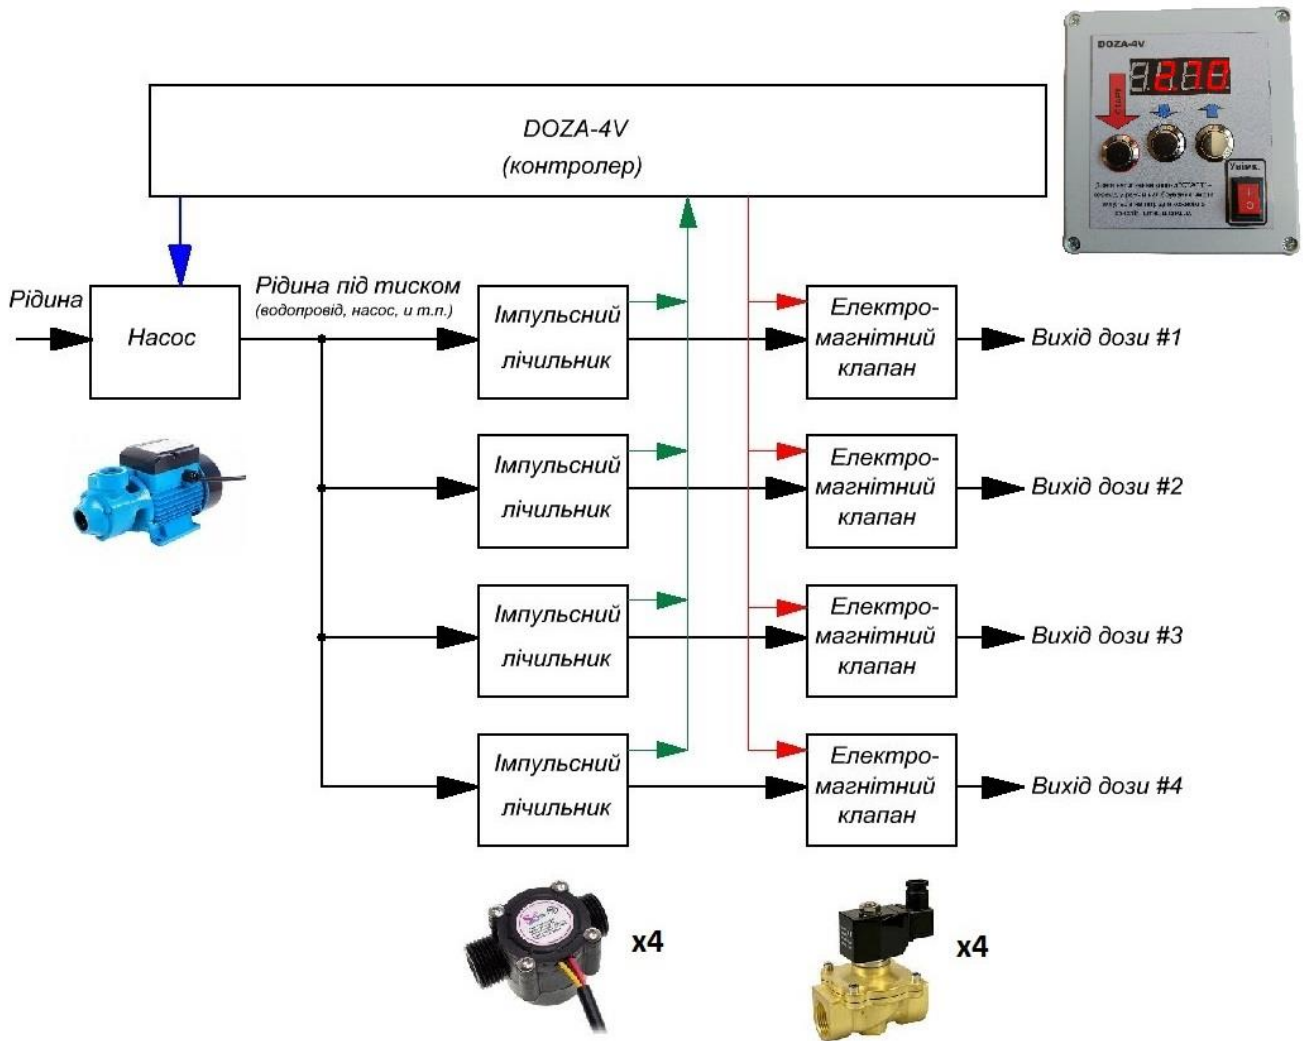 DOZA-4V
DOZA-4V
(контролер)
СТАРТ
Увімк.
Рідина
Насос
Рідина під тиском
(водопровід, насос, и т.п.)
Імпульсний
лічильник
Електро-
магнітний
клапан
Вихід дози #1
Імпульсний
лічильник
Електро-
магнітний
клапан
Вихід дози #2
Імпульсний
лічильник
Електро-
магнітний
клапан
Вихід дози #3
Імпульсний
лічильник
Електро-
магнітний
клапан
Вихід дози #4
x4
x4